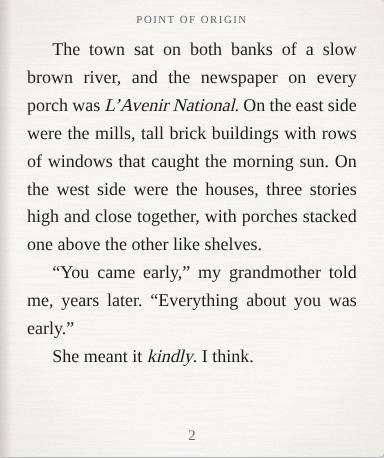 POINT OF ORIGIN
The town sat on both banks of a slow
brown river, and the newspaper on every
porch was L’Avenir National. On the east side
were the mills, tall brick buildings with rows
of windows that caught the morning sun. On
the west side were the houses, three stories
high and close together, with porches stacked
one above the other like shelves.
“You came early,” my grandmother told
me, years later. “Everything about you was
early.”
She meant it kindly. I think.
2